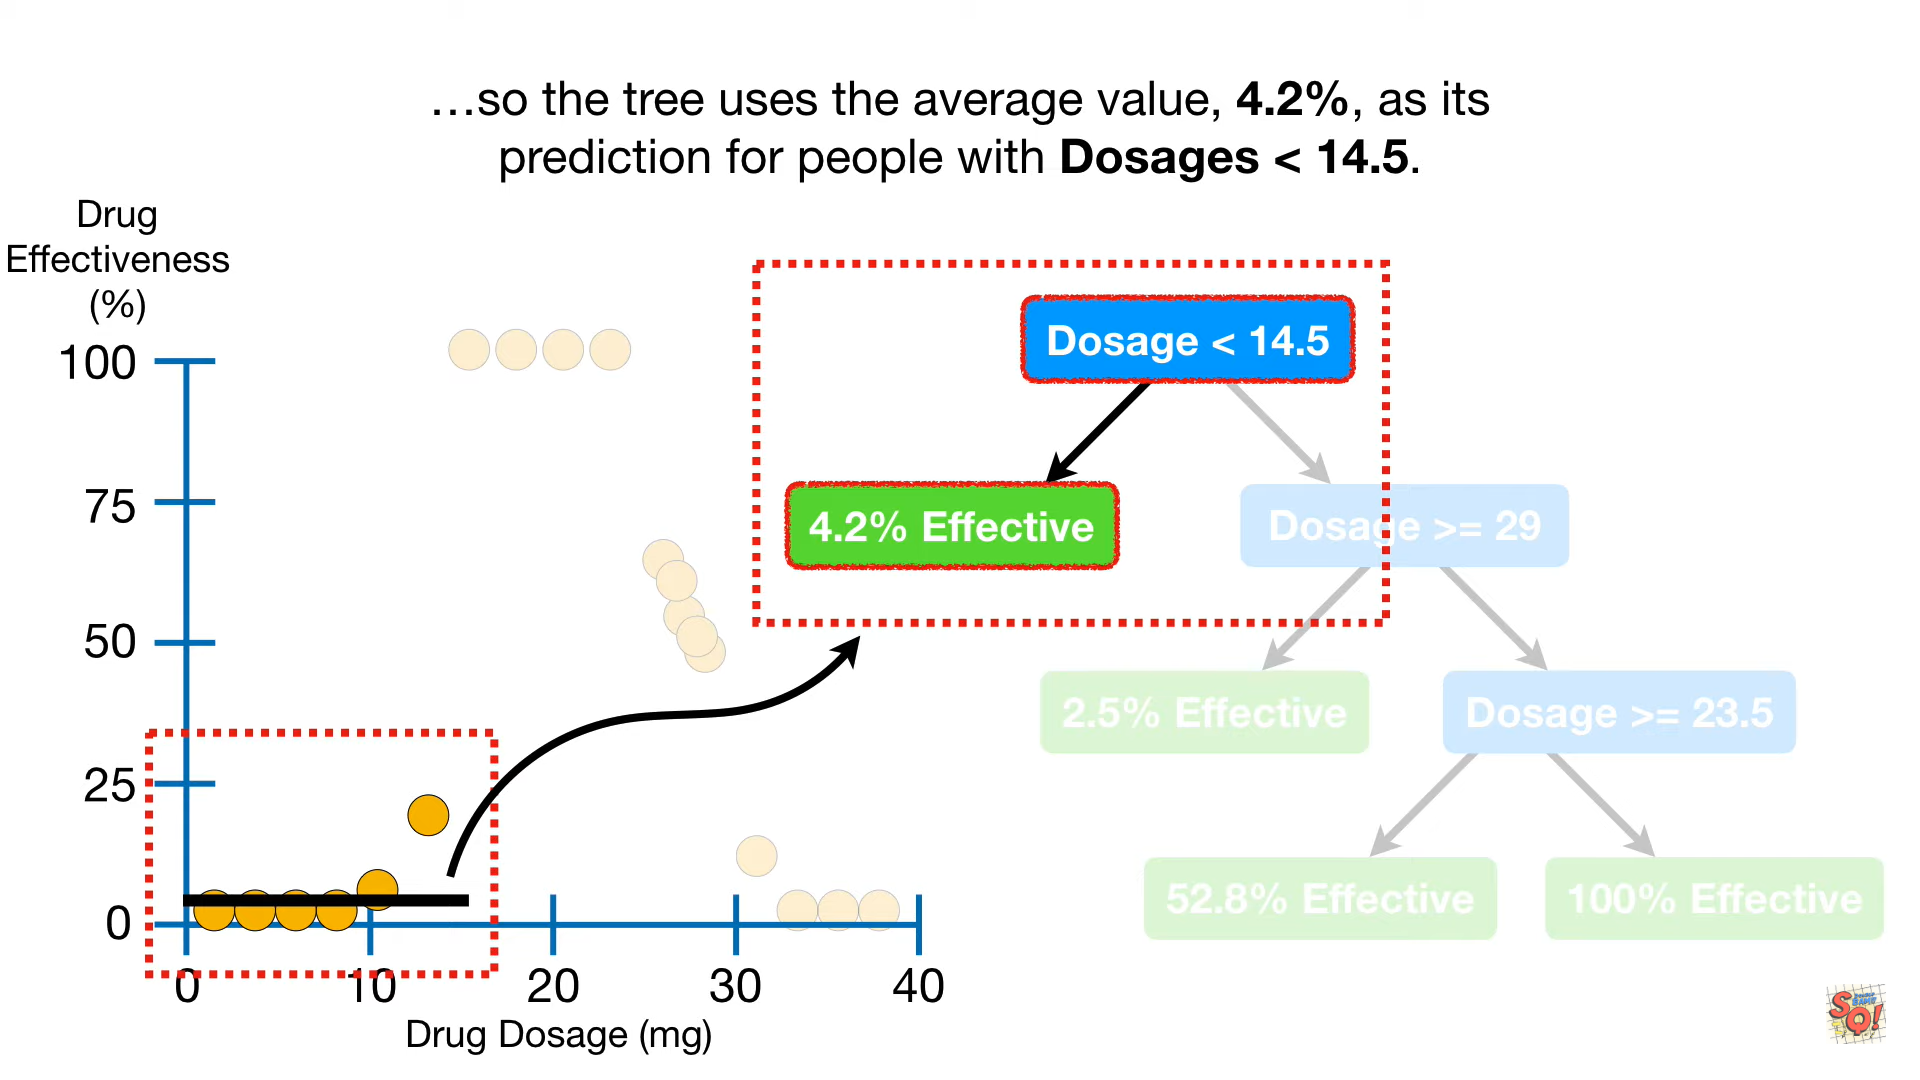 …so the tree uses the average value, 4.2%, as its
prediction for people with Dosages < 14.5.
Drug
Effectiveness
(%)
100
75
50
25
0
0
10
20
30
40
Drug Dosage (mg)
Dosage < 14.5
4.2% Effective
Dosage >= 29
2.5% Effective
Dosage >= 23.5
52.8% Effective
100% Effective
SQ!